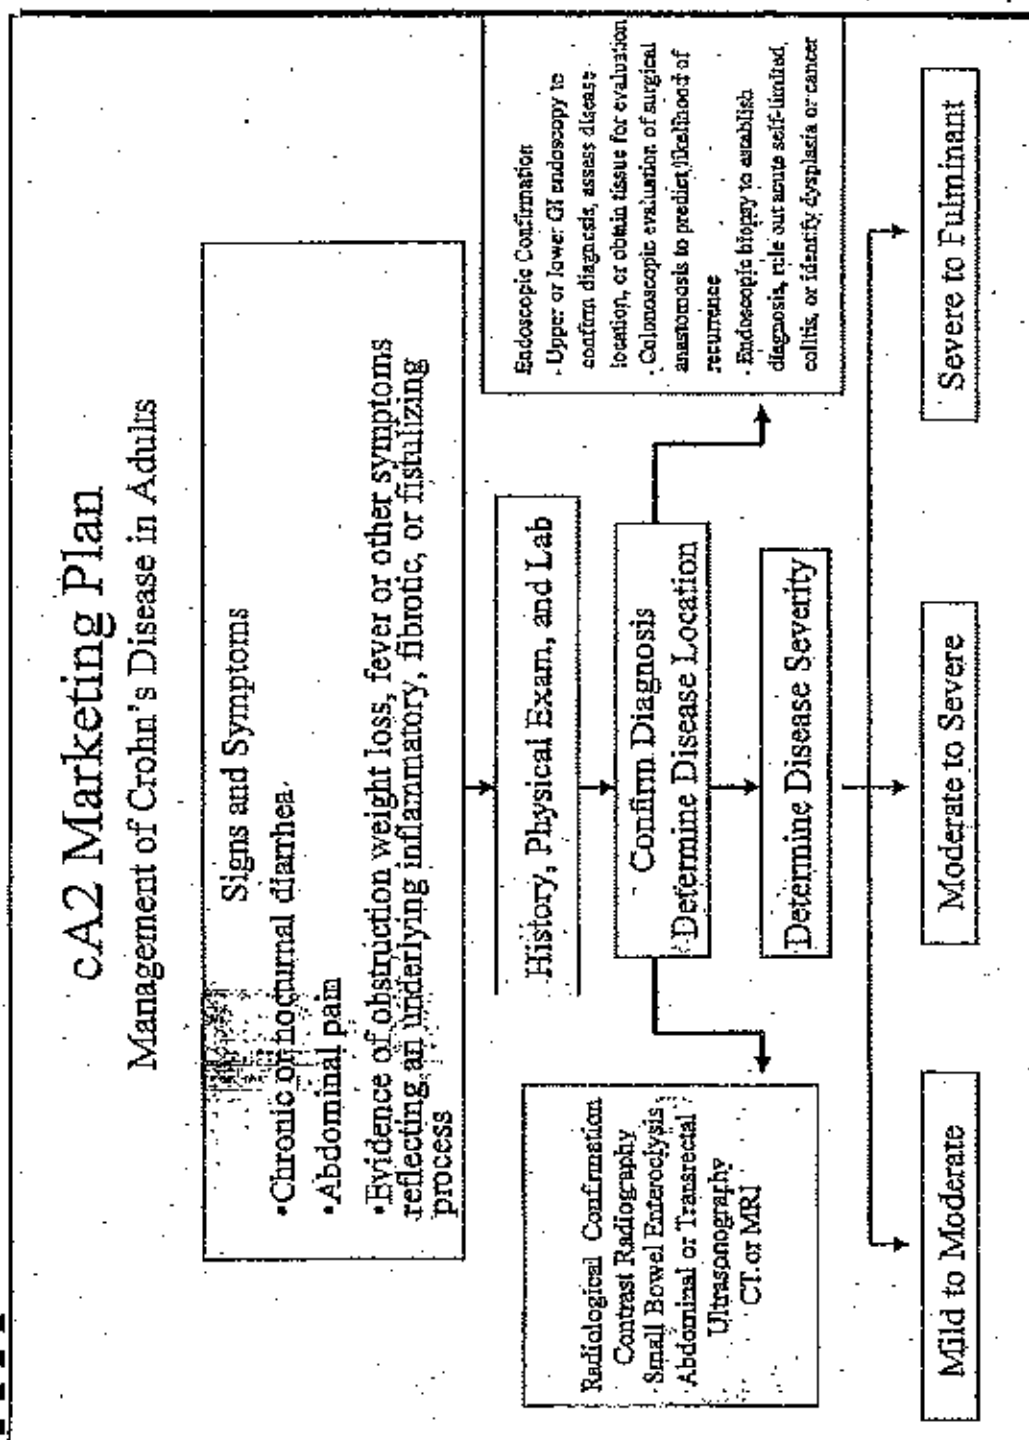 cA2 Marketing Plan
Management of Crohn's Disease in Adults
Signs and Symptoms
•Chronic or nocturnal diarrhea
•Abdominal pain
•Evidence of obstruction weight loss, fever or other symptoms
reflecting an underlying inflammatory, fibrotic, or fistulizing
process
History, Physical Exam, and Lab
Confirm Diagnosis
Determine Disease Location
Radiological Confirmation
Contrast Radiography
Small Bowel Enteroclysis
Abdominal or Transrectal
Ultrasonography
CT or MRI
Endoscopic Confirmation
- Upper or lower GI endoscopy to
confirm diagnosis, assess disease
location, or obtain tissue for evaluation
- Colonoscopic evaluation of surgical
anastomosis to predict likelihood of
recurrence
- Endoscopic biopsy to establish
diagnosis, rule out acute self-limited
colitis, or identify dysplasia or cancer
Determine Disease Severity
Mild to Moderate
Moderate to Severe
Severe to Fulminant